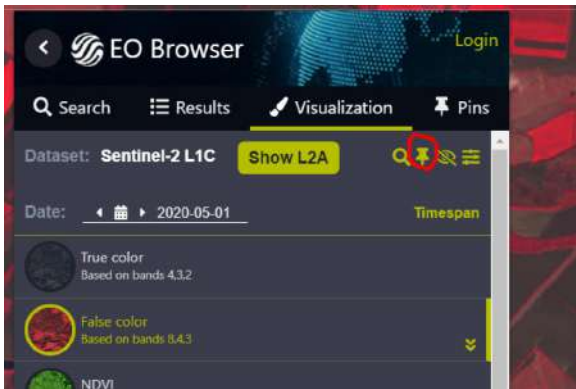 EO Browser
Login
Search Results Visualization Pins
Dataset: Sentinel-2 L1C Show L2A
Date: 2020-05-01 Timespan
True color
Based on bands 4,3,2
False color
Based on bands 8,4,3
NDVI